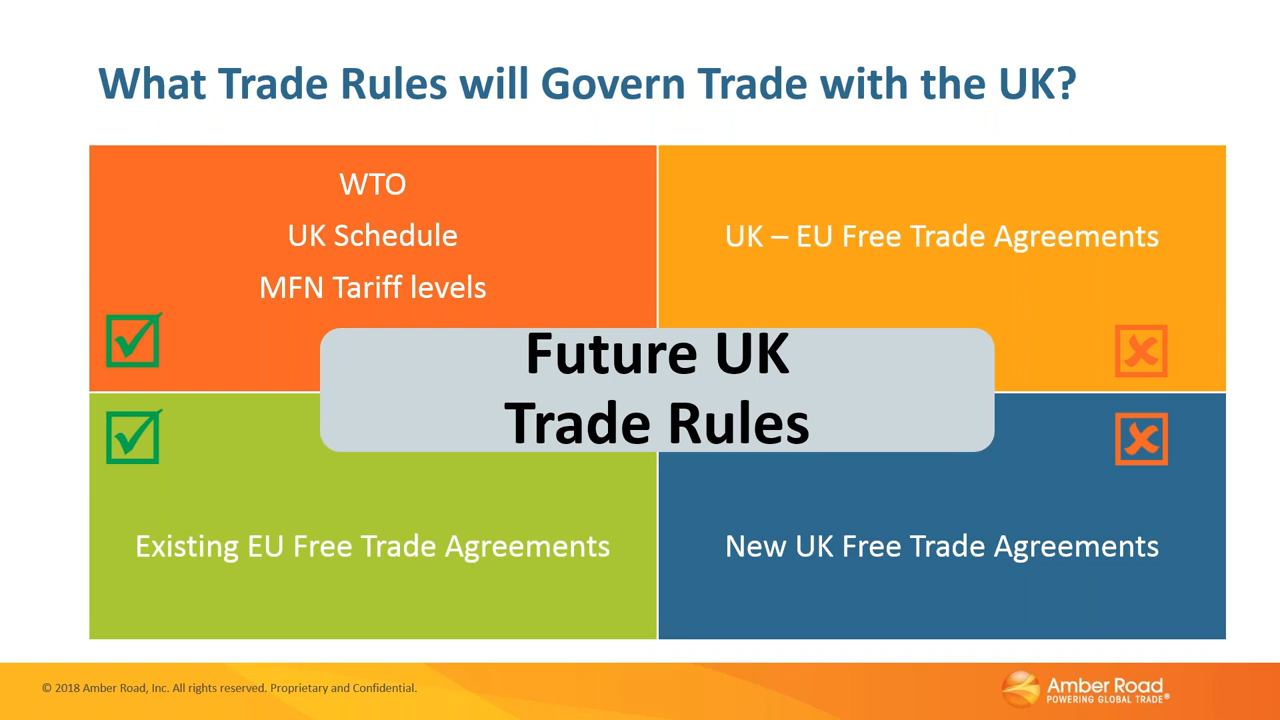 What Trade Rules will Govern Trade with the UK?
WTO
UK Schedule
MFN Tariff levels
UK – EU Free Trade Agreements
Future UK
Trade Rules
Existing EU Free Trade Agreements
New UK Free Trade Agreements
© 2018 Amber Road, Inc. All rights reserved. Proprietary and Confidential.
Amber Road
POWERING GLOBAL TRADE®